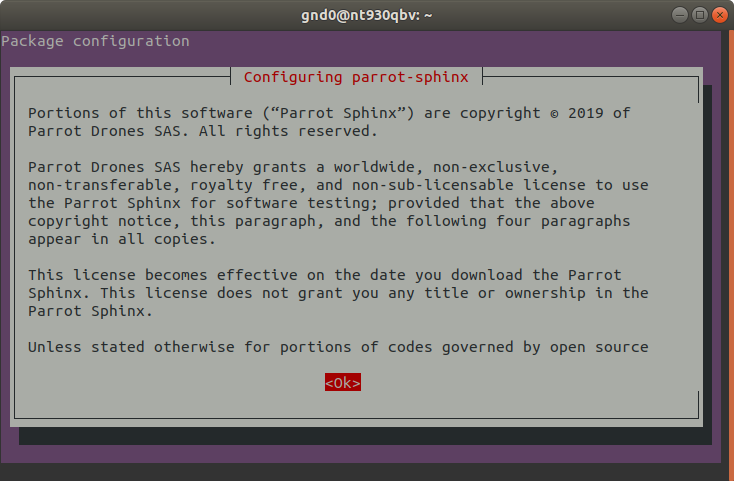 gnd0@nt930qbv: ~
Package configuration
Configuring parrot-sphinx
Portions of this software (“Parrot Sphinx”) are copyright © 2019 of
Parrot Drones SAS. All rights reserved.
Parrot Drones SAS hereby grants a worldwide, non-exclusive,
non-transferable, royalty free, and non-sub-licensable license to use
the Parrot Sphinx for software testing; provided that the above
copyright notice, this paragraph, and the following four paragraphs
appear in all copies.
This license becomes effective on the date you download the Parrot
Sphinx. This license does not grant you any title or ownership in the
Parrot Sphinx.
Unless stated otherwise for portions of codes governed by open source
<Ok>